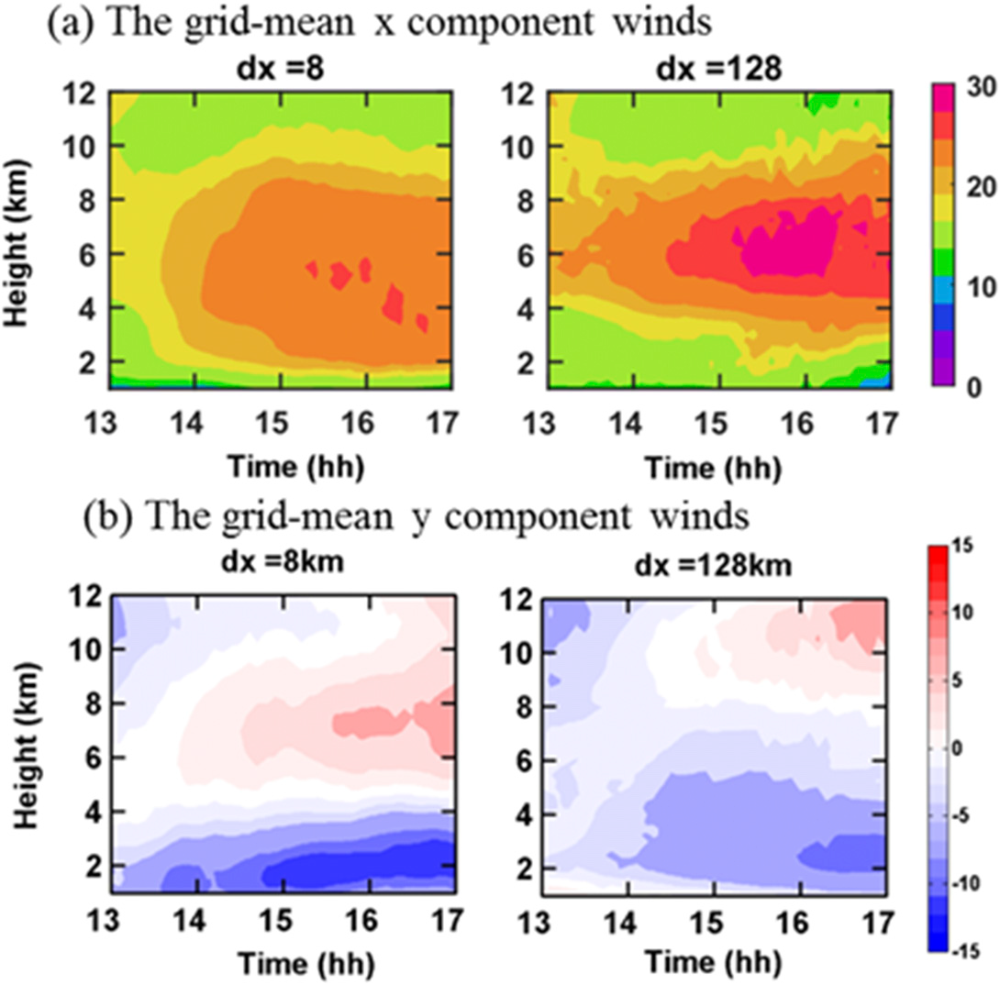 (a) The grid-mean x component winds
dx =8 dx =128
12 12 30
10 10
Height (km)
8 8 20
6 6
4 4 10
2 2
0
13 14 15 16 17 13 14 15 16 17
Time (hh) Time (hh)
(b) The grid-mean y component winds
dx =8km dx =128km
15
12 12
10 10 10
Height (km)
5
8 8
0
6 6
4 4 -5
2 2 -10
13 14 15 16 17 13 14 15 16 17
-15
Time (hh) Time (hh)